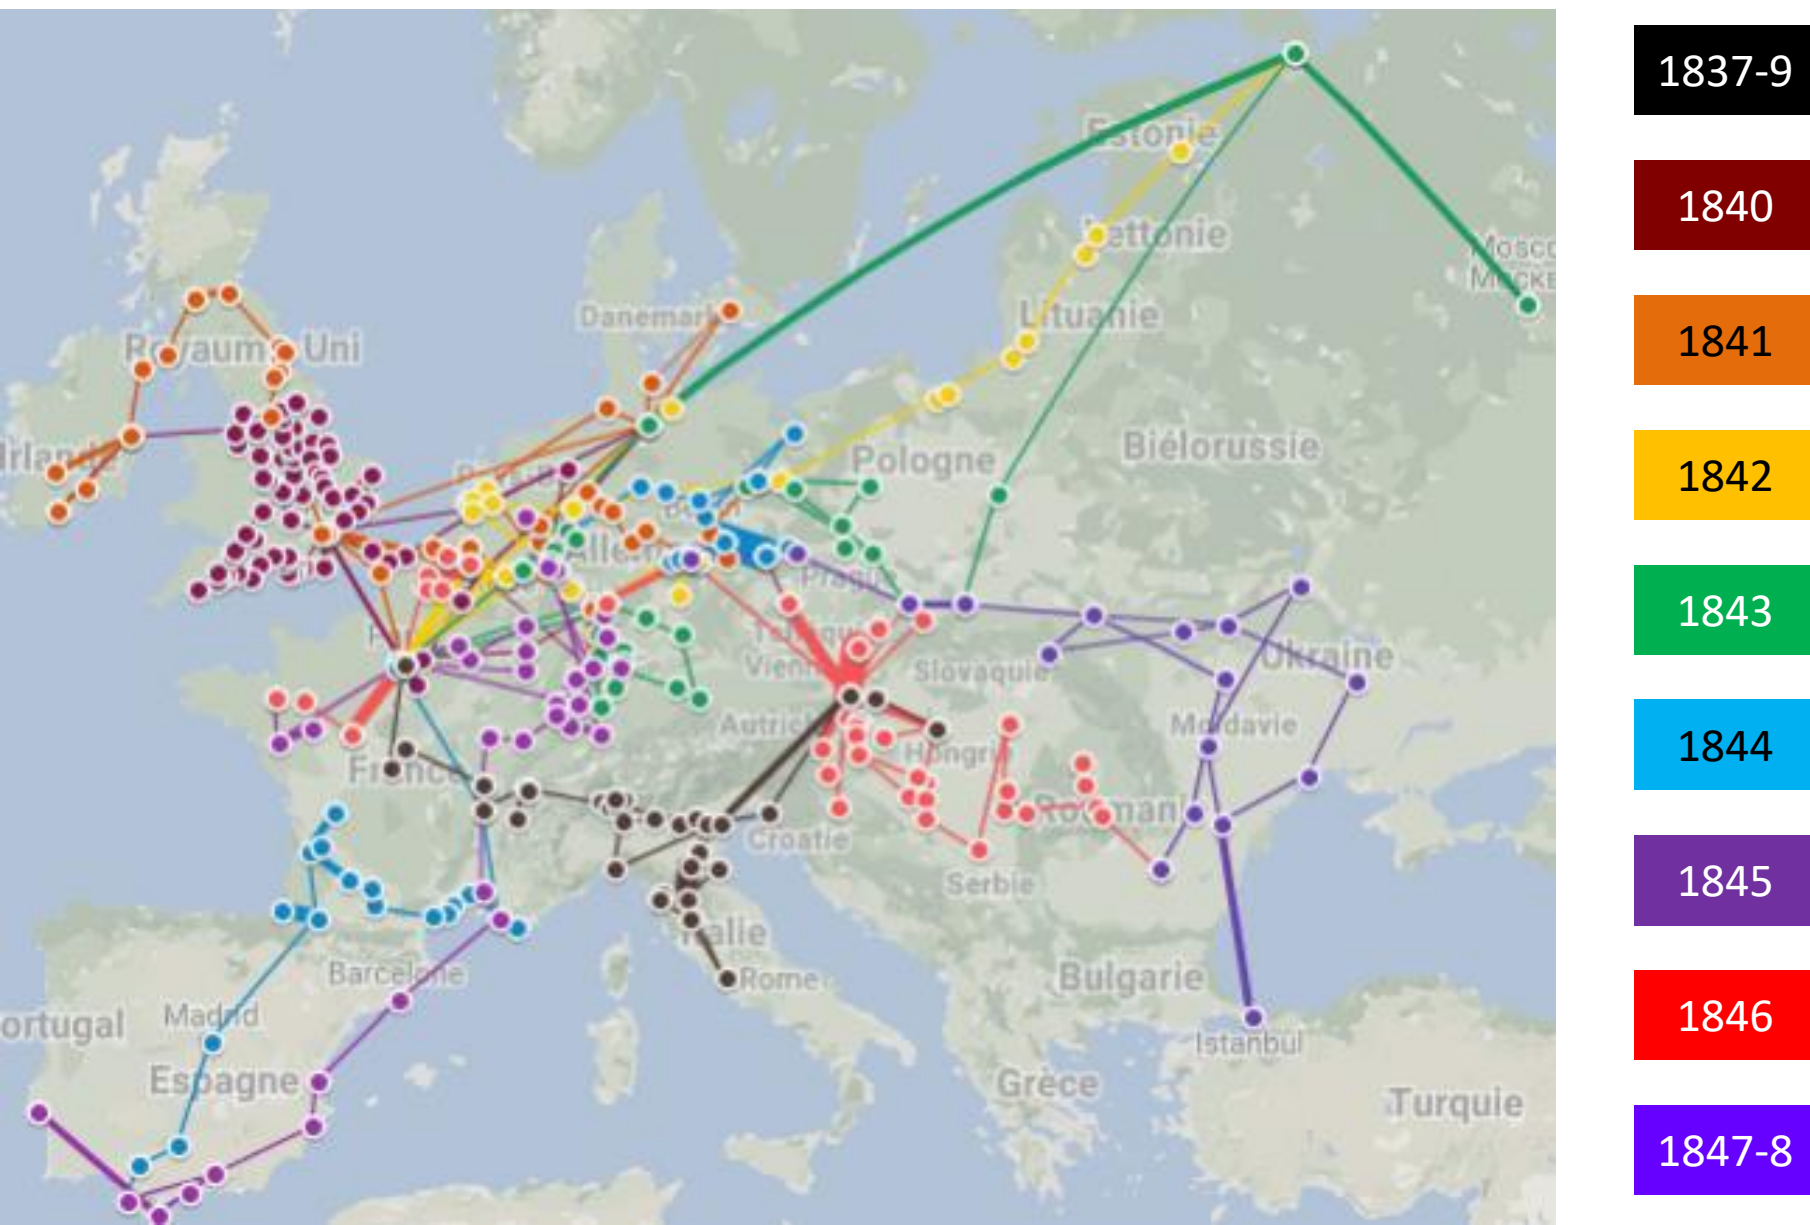 Estonie
Lettonie
Lituanie
Danemark
Royaume Uni
Irlande
Biélorussie
Pologne
Prague
Ukraine
Vienne
Slovaquie
Autriche
Moldavie
Hongrie
France
Roumanie
Croatie
Serbie
Italie
Barcelone
Rome
Bulgarie
Madrid
Istanbul
Espagne
Grèce
Turquie
1837-9
1840
1841
1842
1843
1844
1845
1846
1847-8